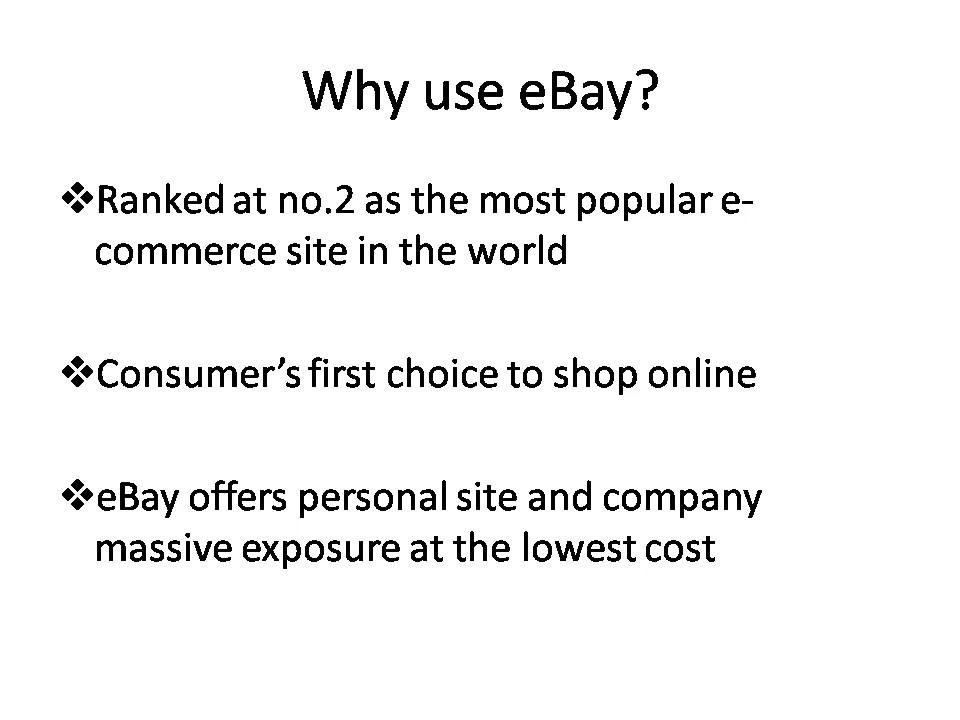 Why use eBay?
❖Ranked at no.2 as the most popular e-
commerce site in the world
❖Consumer’s first choice to shop online
❖eBay offers personal site and company
massive exposure at the lowest cost